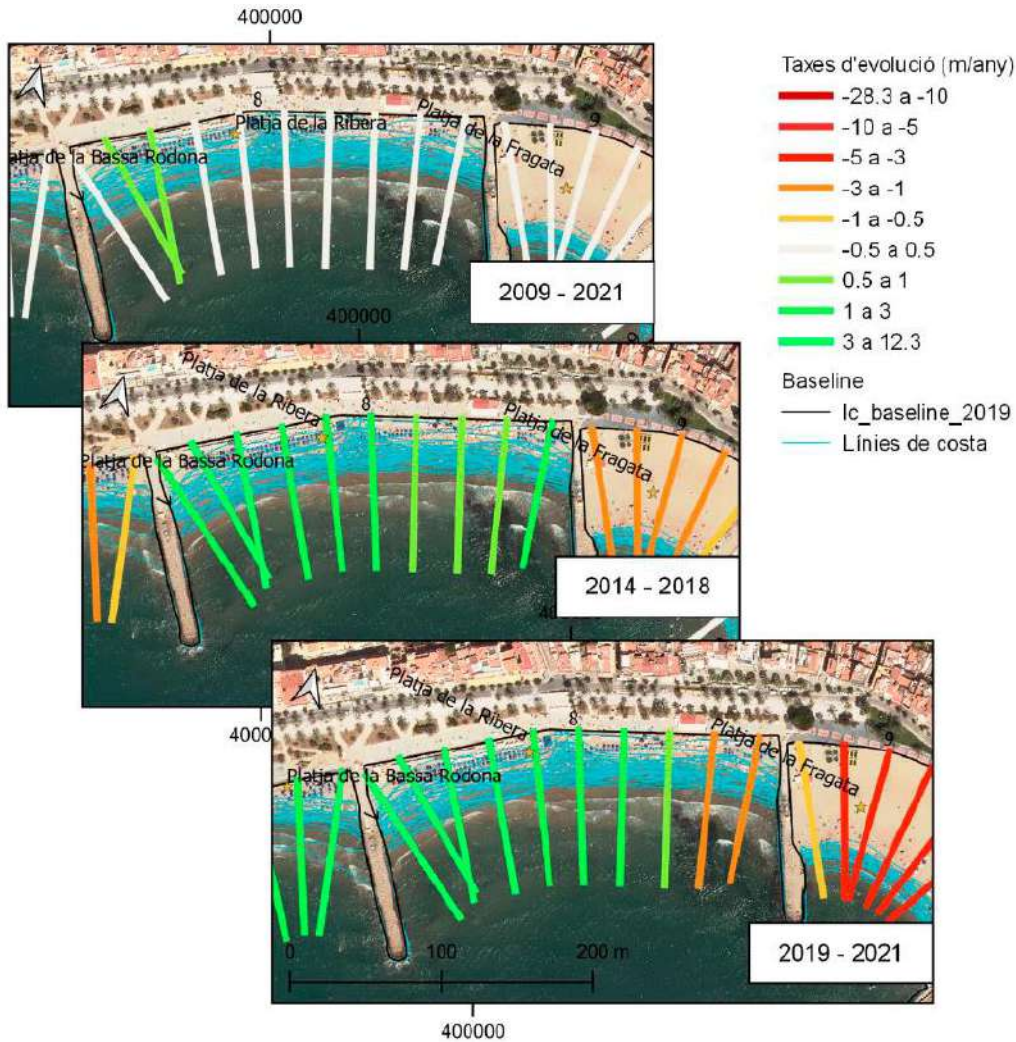 400000
8
Platja de la Ribera
Platja de la Fragata
9
atja de la Bassa Rodona
2009 - 2021
9
400000
Platja de la Ribera
8
Platja de la Fragata
9
Platja de la Bassa Rodona
2014 - 2018
40000
Platja de la Ribera
8
Platja de la Fragata
9
Platja de la Bassa Rodona
0 100 200 m
2019 - 2021
400000
Taxes d'evolució (m/any)
-28.3 a -10
-10 a -5
-5 a -3
-3 a -1
-1 a -0.5
-0.5 a 0.5
0.5 a 1
1 a 3
3 a 12.3
Baseline
lc_baseline_2019
Línies de costa